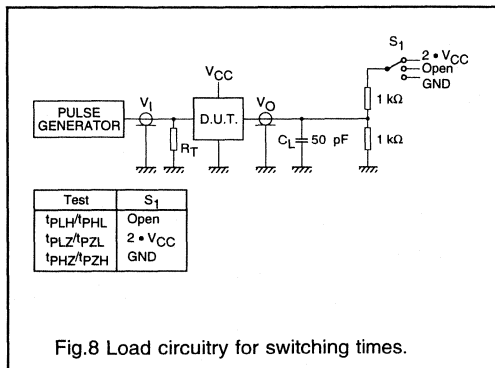 S1
2 • VCC
Open
GND
VCC
PULSE
GENERATOR
VI
D.U.T.
VO
1 kΩ
RT
CL
50 pF
1 kΩ
Test S1
tPLH/tPHL Open
tPLZ/tPZL 2 • VCC
tPHZ/tPZH GND
Fig.8 Load circuitry for switching times.